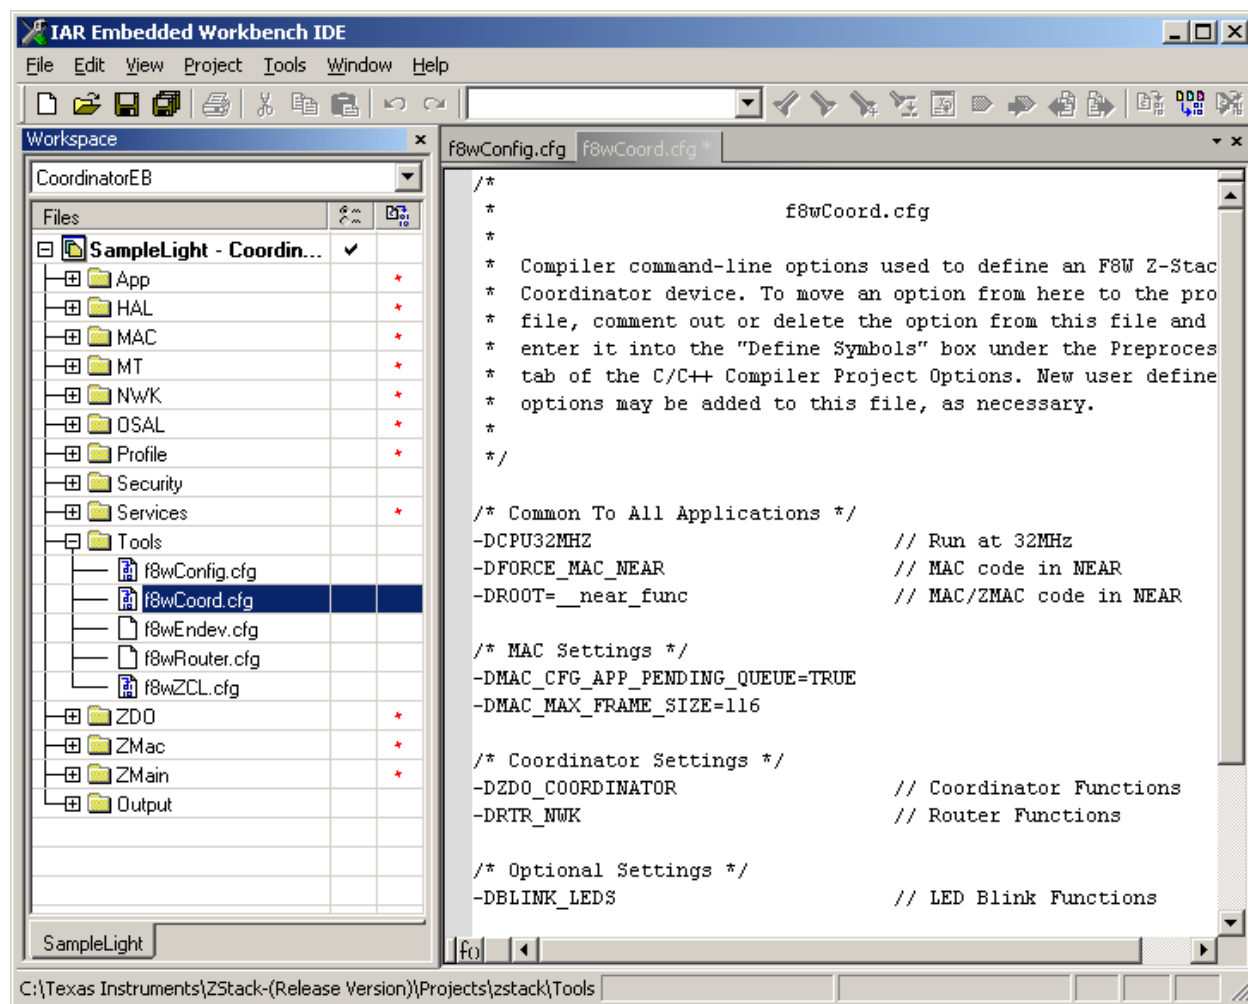 IAR Embedded Workbench IDE
File Edit View Project Tools Window Help
Workspace
CoordinatorEB
Files
SampleLight - Coordin...
App
HAL
MAC
MT
NWK
OSAL
Profile
Security
Services
Tools
f8wConfig.cfg
f8wCoord.cfg
f8wEndev.cfg
f8wRouter.cfg
f8wZCL.cfg
ZDO
ZMac
ZMain
Output
SampleLight
f8wConfig.cfg f8wCoord.cfg *
/*
* f8wCoord.cfg
*
* Compiler command-line options used to define an F8W Z-Stac
* Coordinator device. To move an option from here to the pro
* file, comment out or delete the option from this file and
* enter it into the "Define Symbols" box under the Preproces
* tab of the C/C++ Compiler Project Options. New user define
* options may be added to this file, as necessary.
*
*/
/* Common To All Applications */
-DCPU32MHZ // Run at 32MHz
-DFORCE_MAC_NEAR // MAC code in NEAR
-DROOT=__near_func // MAC/ZMAC code in NEAR
/* MAC Settings */
-DMAC_CFG_APP_PENDING_QUEUE=TRUE
-DMAC_MAX_FRAME_SIZE=116
/* Coordinator Settings */
-DZDO_COORDINATOR // Coordinator Functions
-DRTR_NWK // Router Functions
/* Optional Settings */
-DBLINK_LEDS // LED Blink Functions
f()
C:\Texas Instruments\ZStack-(Release Version)\Projects\zstack\Tools